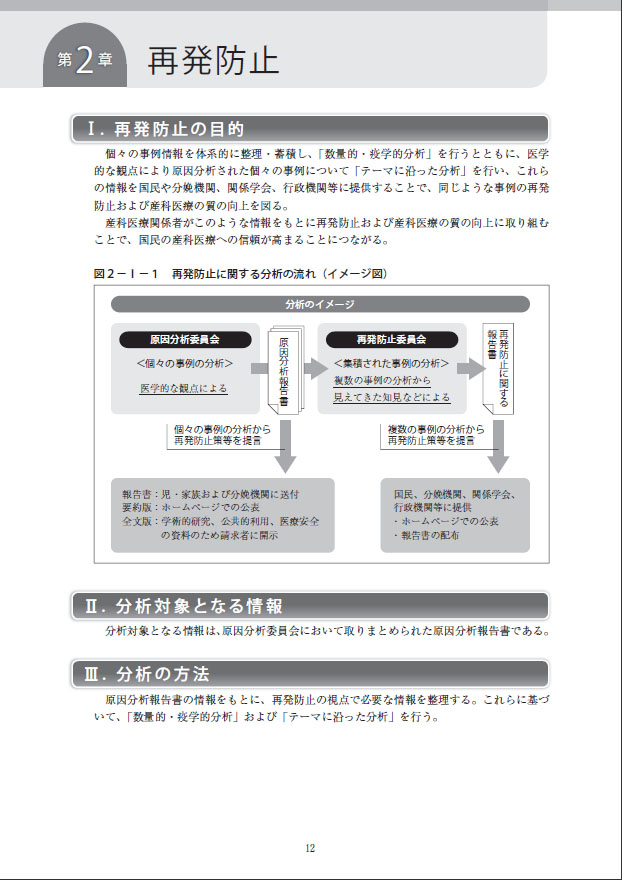 第2章 再発防止
Ⅰ. 再発防止の目的
個々の事例情報を体系的に整理・蓄積し、「数量的・疫学的分析」を行うとともに、医学
的な観点により原因分析された個々の事例について「テーマに沿った分析」を行い、これら
の情報を国民や分娩機関、関係学会、行政機関等に提供することで、同じような事例の再発
防止および産科医療の質の向上を図る。
産科医療関係者がこのような情報をもとに再発防止および産科医療の質の向上に取り組む
ことで、国民の産科医療への信頼が高まることにつながる。
図2-Ⅰ-1 再発防止に関する分析の流れ（イメージ図）
分析のイメージ
原因分析委員会
＜個々の事例の分析＞
医学的な観点による
原因分析報告書
再発防止委員会
＜集積された事例の分析＞
複数の事例の分析から
見えてきた知見などによる
再発防止に関する
報告書
個々の事例の分析から
再発防止策等を提言
複数の事例の分析から
再発防止策等を提言
報告書：児・家族および分娩機関に送付
要約版：ホームページでの公表
全文版：学術的研究、公共的利用、医療安全
の資料のため請求者に開示
国民、分娩機関、関係学会、
行政機関等に提供
・ホームページでの公表
・報告書の配布
Ⅱ. 分析対象となる情報
分析対象となる情報は、原因分析委員会において取りまとめられた原因分析報告書である。
Ⅲ. 分析の方法
原因分析報告書の情報をもとに、再発防止の視点で必要な情報を整理する。これらに基づ
いて、「数量的・疫学的分析」および「テーマに沿った分析」を行う。
12